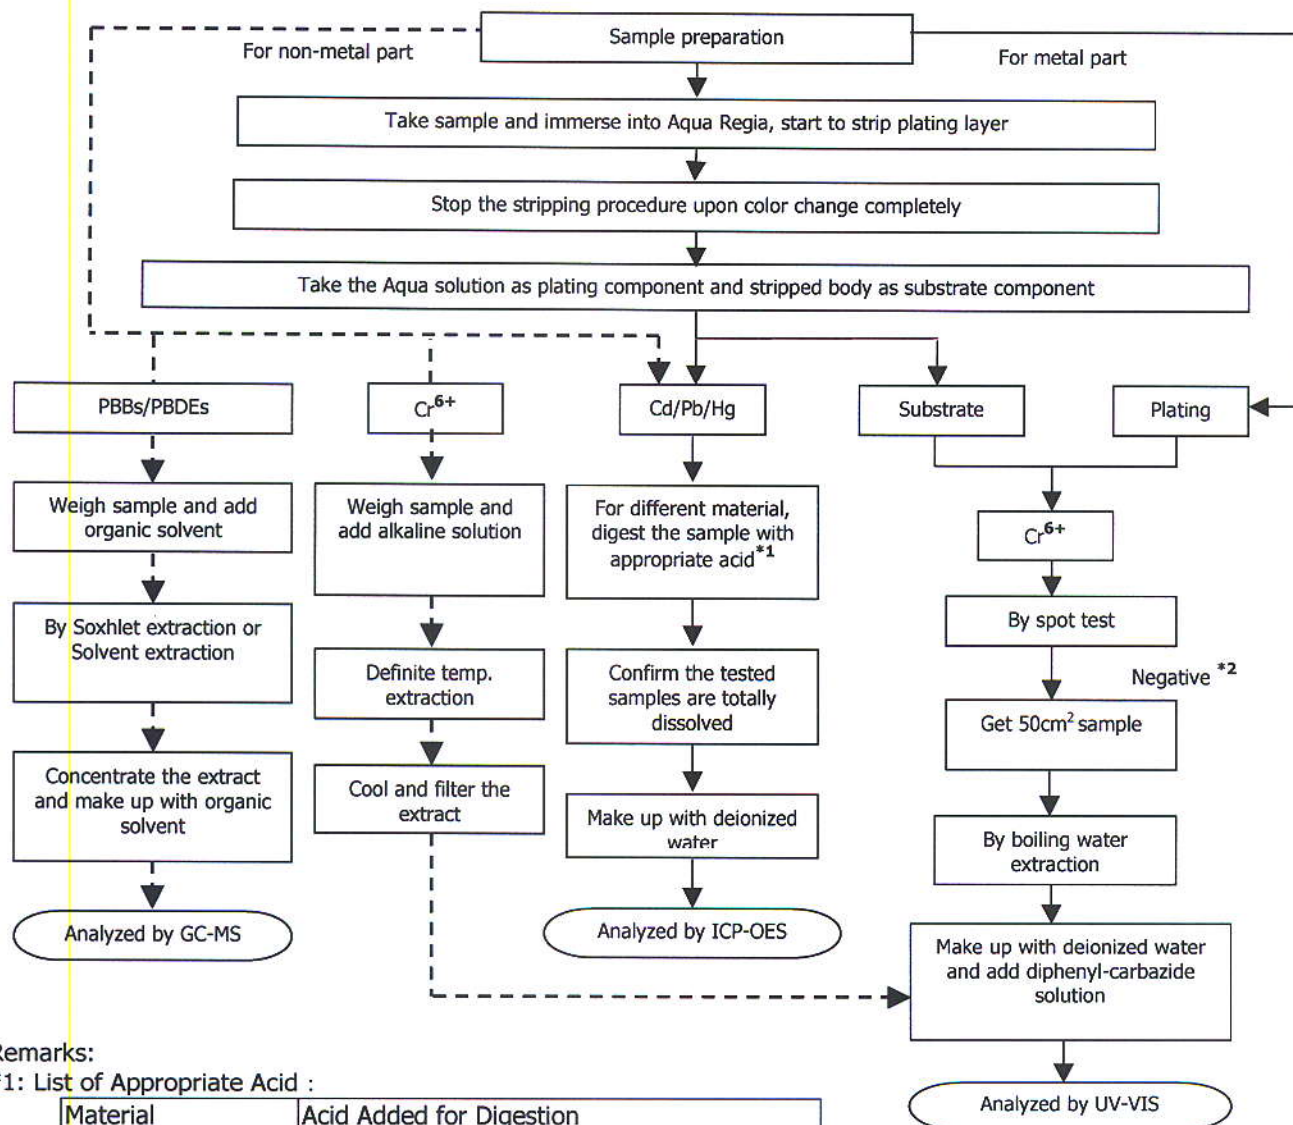 Sample preparation
For non-metal part
For metal part
Take sample and immerse into Aqua Regia, start to strip plating layer
Stop the stripping procedure upon color change completely
Take the Aqua solution as plating component and stripped body as substrate component
PBBs/PBDEs
Cr6+
Cd/Pb/Hg
Substrate
Plating
Weigh sample and add
organic solvent
Weigh sample and
add alkaline solution
For different material,
digest the sample with
appropriate acid*1
Cr6+
By Soxhlet extraction or
Solvent extraction
Definite temp.
extraction
Confirm the tested
samples are totally
dissolved
By spot test
Negative *2
Get 50cm2 sample
Concentrate the extract
and make up with organic
solvent
Cool and filter the
extract
Make up with deionized
water
By boiling water
extraction
Analyzed by GC-MS
Analyzed by ICP-OES
Make up with deionized water
and add diphenyl-carbazide
solution
Analyzed by UV-VIS
Remarks:
*1: List of Appropriate Acid :
Material Acid Added for Digestion